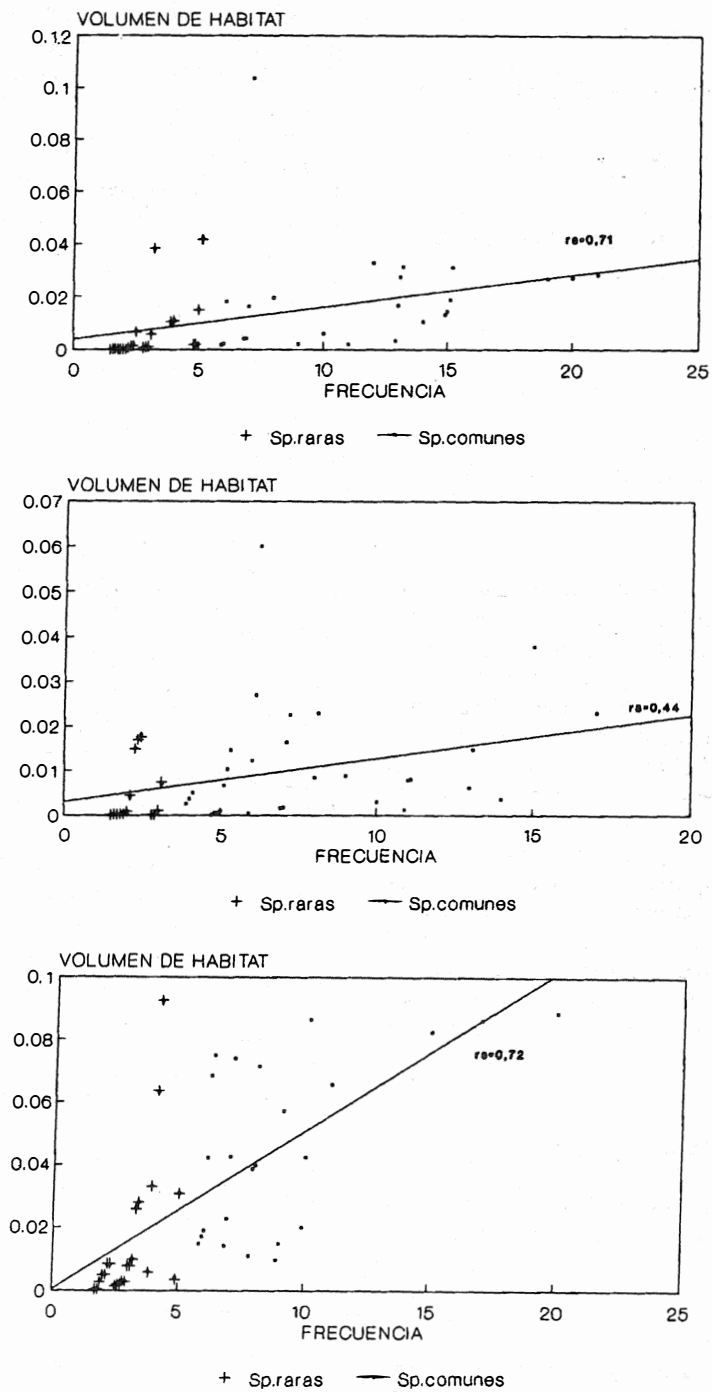 VOLUMEN DE HABITAT
0.12
0.1
0.08
0.06
0.04
rs=0,71
0.02
0
0 5 10 15 20 25
FRECUENCIA
+ Sp.raras Sp.comunes
VOLUMEN DE HABITAT
0.07
0.06
0.05
0.04
0.03
rs=0,44
0.02
0.01
0
0 5 10 15 20
FRECUENCIA
+ Sp.raras Sp.comunes
VOLUMEN DE HABITAT
0.1
0.08
rs=0,72
0.06
0.04
0.02
0
0 5 10 15 20 25
FRECUENCIA
+ Sp.raras Sp.comunes